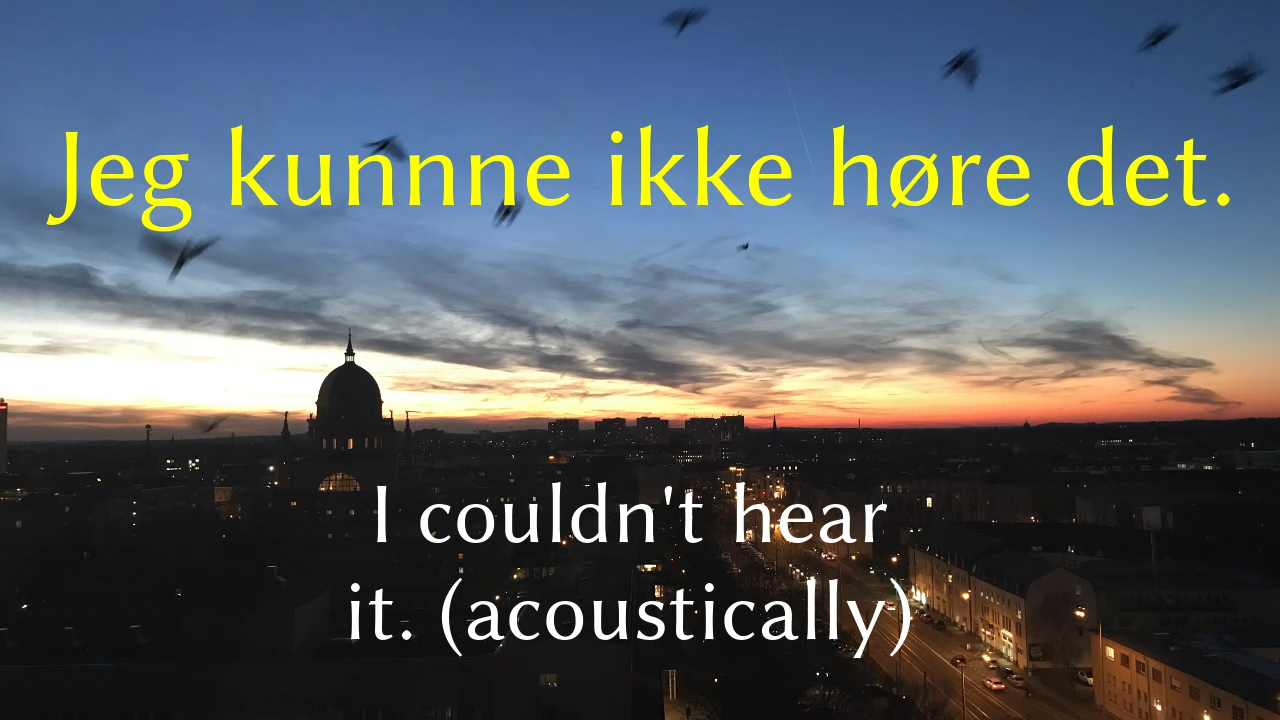 Jeg kunnne ikke høre det.
I couldn't hear
it. (acoustically)